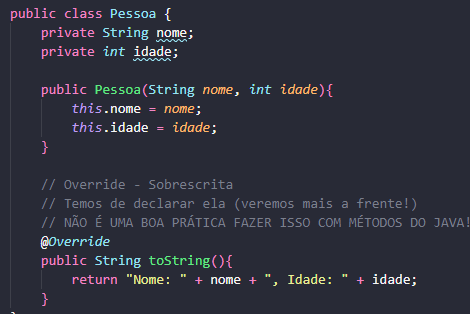 public class Pessoa {
    private String nome;
    private int idade;

    public Pessoa(String nome, int idade){
        this.nome = nome;
        this.idade = idade;
    }

    // Override - Sobrescrita
    // Temos de declarar ela (veremos mais a frente!)
    // NÃO É UMA BOA PRÁTICA FAZER ISSO COM MÉTODOS DO JAVA!
    @Override
    public String toString(){
        return "Nome: " + nome + ", Idade: " + idade;
    }